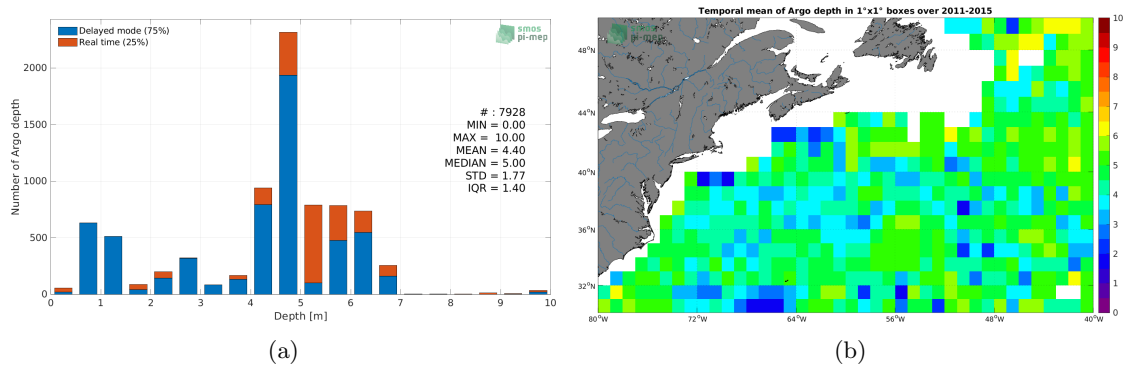 Delayed mode (75%)
Real time (25%)
smos
pi-mep
Number of Argo depth
2000
1500
1000
500
0
# : 7928
MIN = 0.00
MAX = 10.00
MEAN = 4.40
MEDIAN = 5.00
STD = 1.77
IQR = 1.40
0 1 2 3 4 5 6 7 8 9 10
Depth [m]
(a)
Temporal mean of Argo depth in 1°x1° boxes over 2011-2015
smos
pi-mep
48°N
44°N
40°N
36°N
32°N
80°W 72°W 64°W 56°W 48°W 40°W
10
9
8
7
6
5
4
3
2
1
0
(b)